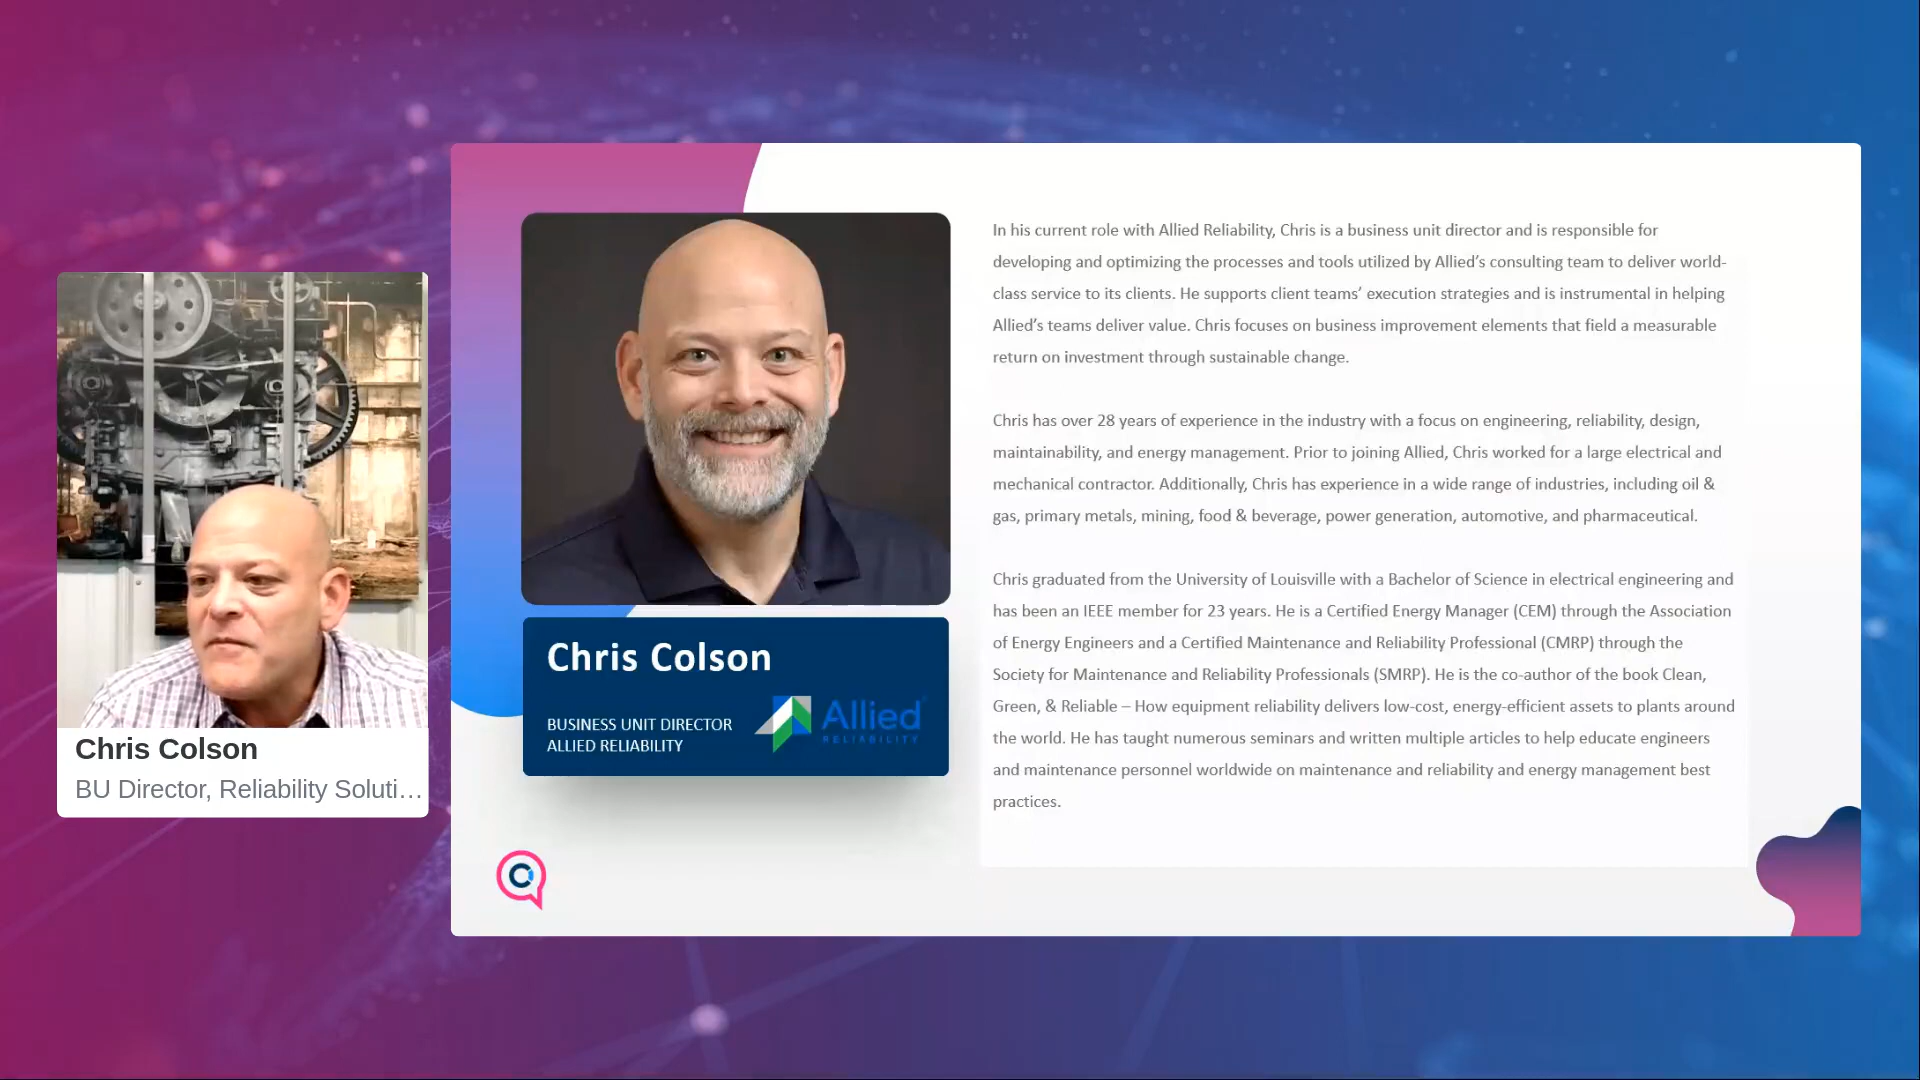 In his current role with Allied Reliability, Chris is a business unit director and is responsible for
developing and optimizing the processes and tools utilized by Allied’s consulting team to deliver world-
class service to its clients. He supports client teams’ execution strategies and is instrumental in helping
Allied’s teams deliver value. Chris focuses on business improvement elements that field a measurable
return on investment through sustainable change.
Chris has over 28 years of experience in the industry with a focus on engineering, reliability, design,
maintainability, and energy management. Prior to joining Allied, Chris worked for a large electrical and
mechanical contractor. Additionally, Chris has experience in a wide range of industries, including oil &
gas, primary metals, mining, food & beverage, power generation, automotive, and pharmaceutical.
Chris graduated from the University of Louisville with a Bachelor of Science in electrical engineering and
has been an IEEE member for 23 years. He is a Certified Energy Manager (CEM) through the Association
of Energy Engineers and a Certified Maintenance and Reliability Professional (CMRP) through the
Society for Maintenance and Reliability Professionals (SMRP). He is the co-author of the book Clean,
Green, & Reliable – How equipment reliability delivers low-cost, energy-efficient assets to plants around
the world. He has taught numerous seminars and written multiple articles to help educate engineers
and maintenance personnel worldwide on maintenance and reliability and energy management best
practices.
Chris Colson
BUSINESS UNIT DIRECTOR
ALLIED RELIABILITY
Allied
RELIABILITY
Chris Colson
BU Director, Reliability Soluti…